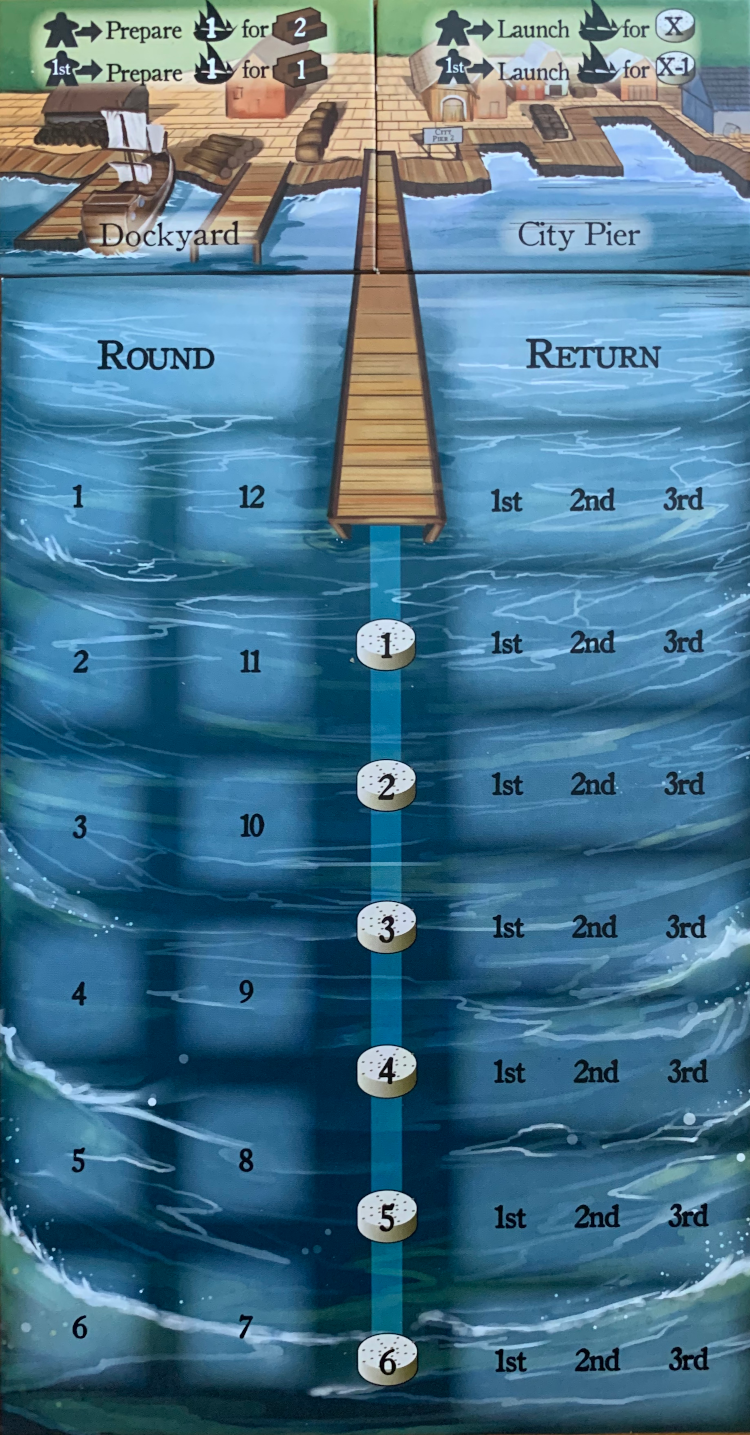 Prepare 1 for 2
1st Prepare 1 for 1
Launch for X
1st Launch for X-1
CITY PIER 2
Dockyard
City Pier
ROUND
RETURN
1 12
1st 2nd 3rd
2 11
1
1st 2nd 3rd
3 10
2
1st 2nd 3rd
4 9
3
1st 2nd 3rd
5 8
4
1st 2nd 3rd
6 7
5
1st 2nd 3rd
6
1st 2nd 3rd